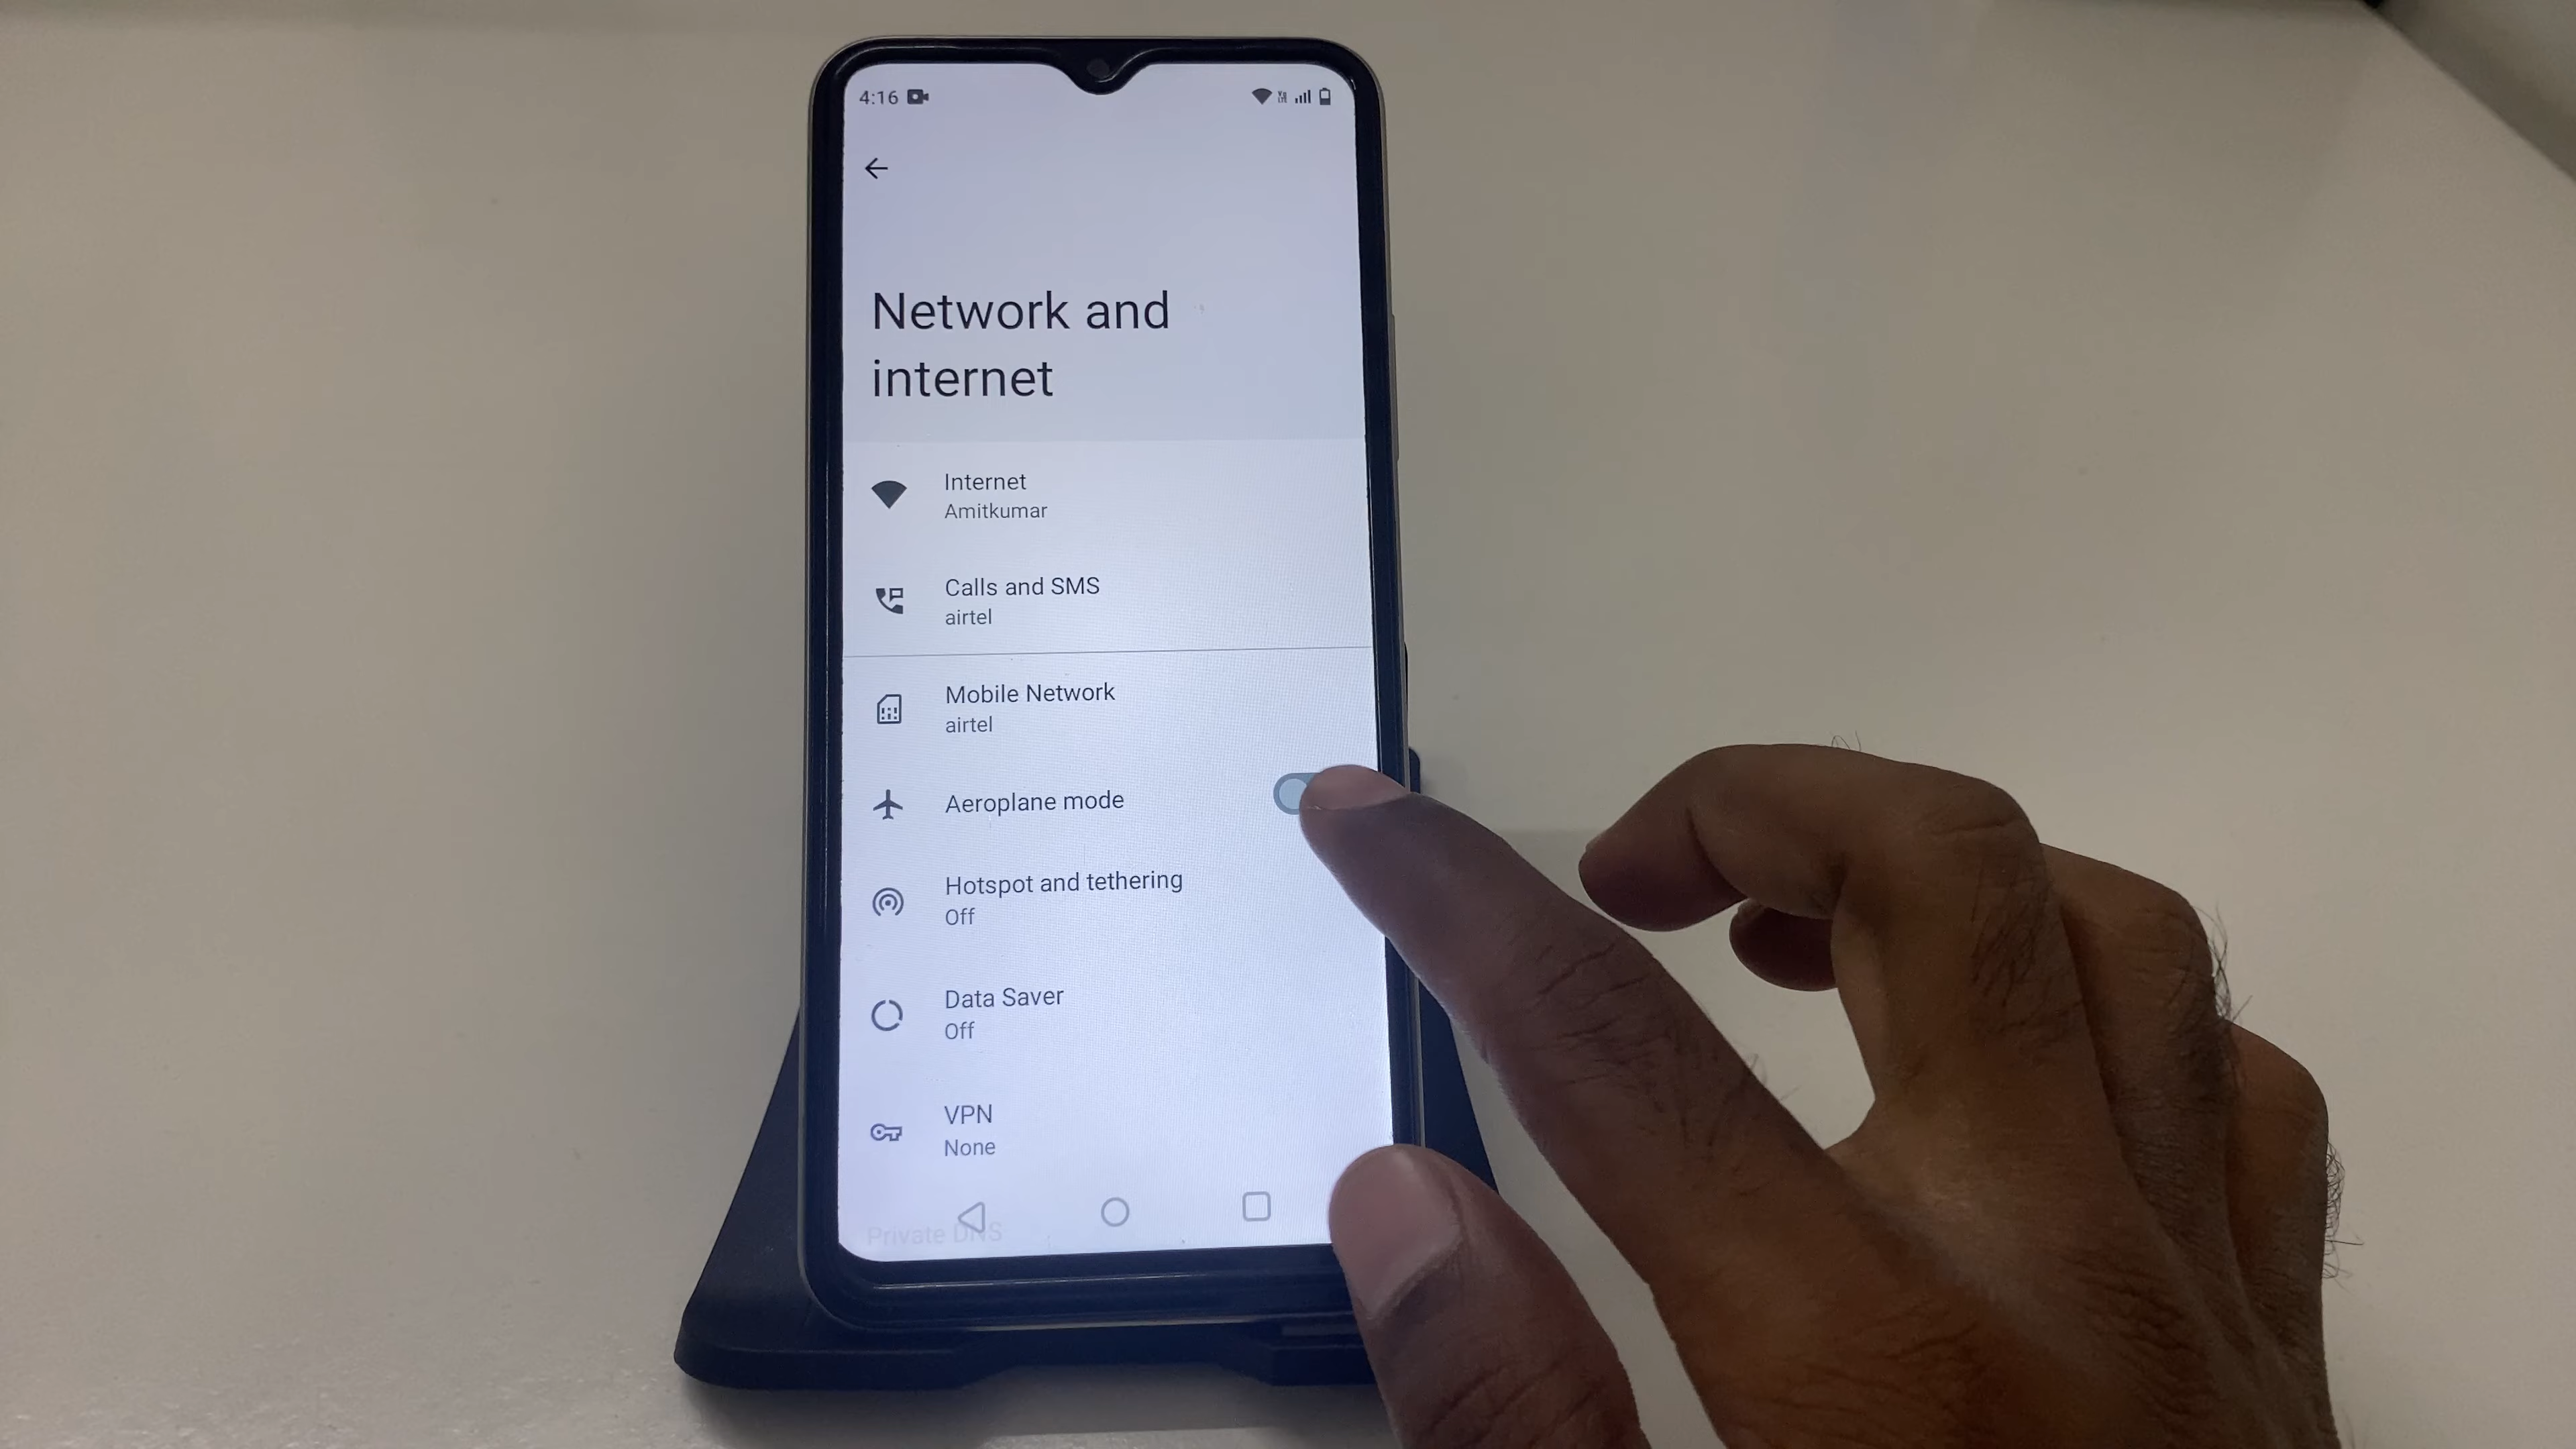 4:16
Network and
internet
Internet
Amitkumar
Calls and SMS
airtel
Mobile Network
airtel
Aeroplane mode
Hotspot and tethering
Off
Data Saver
Off
VPN
None
Private DNS